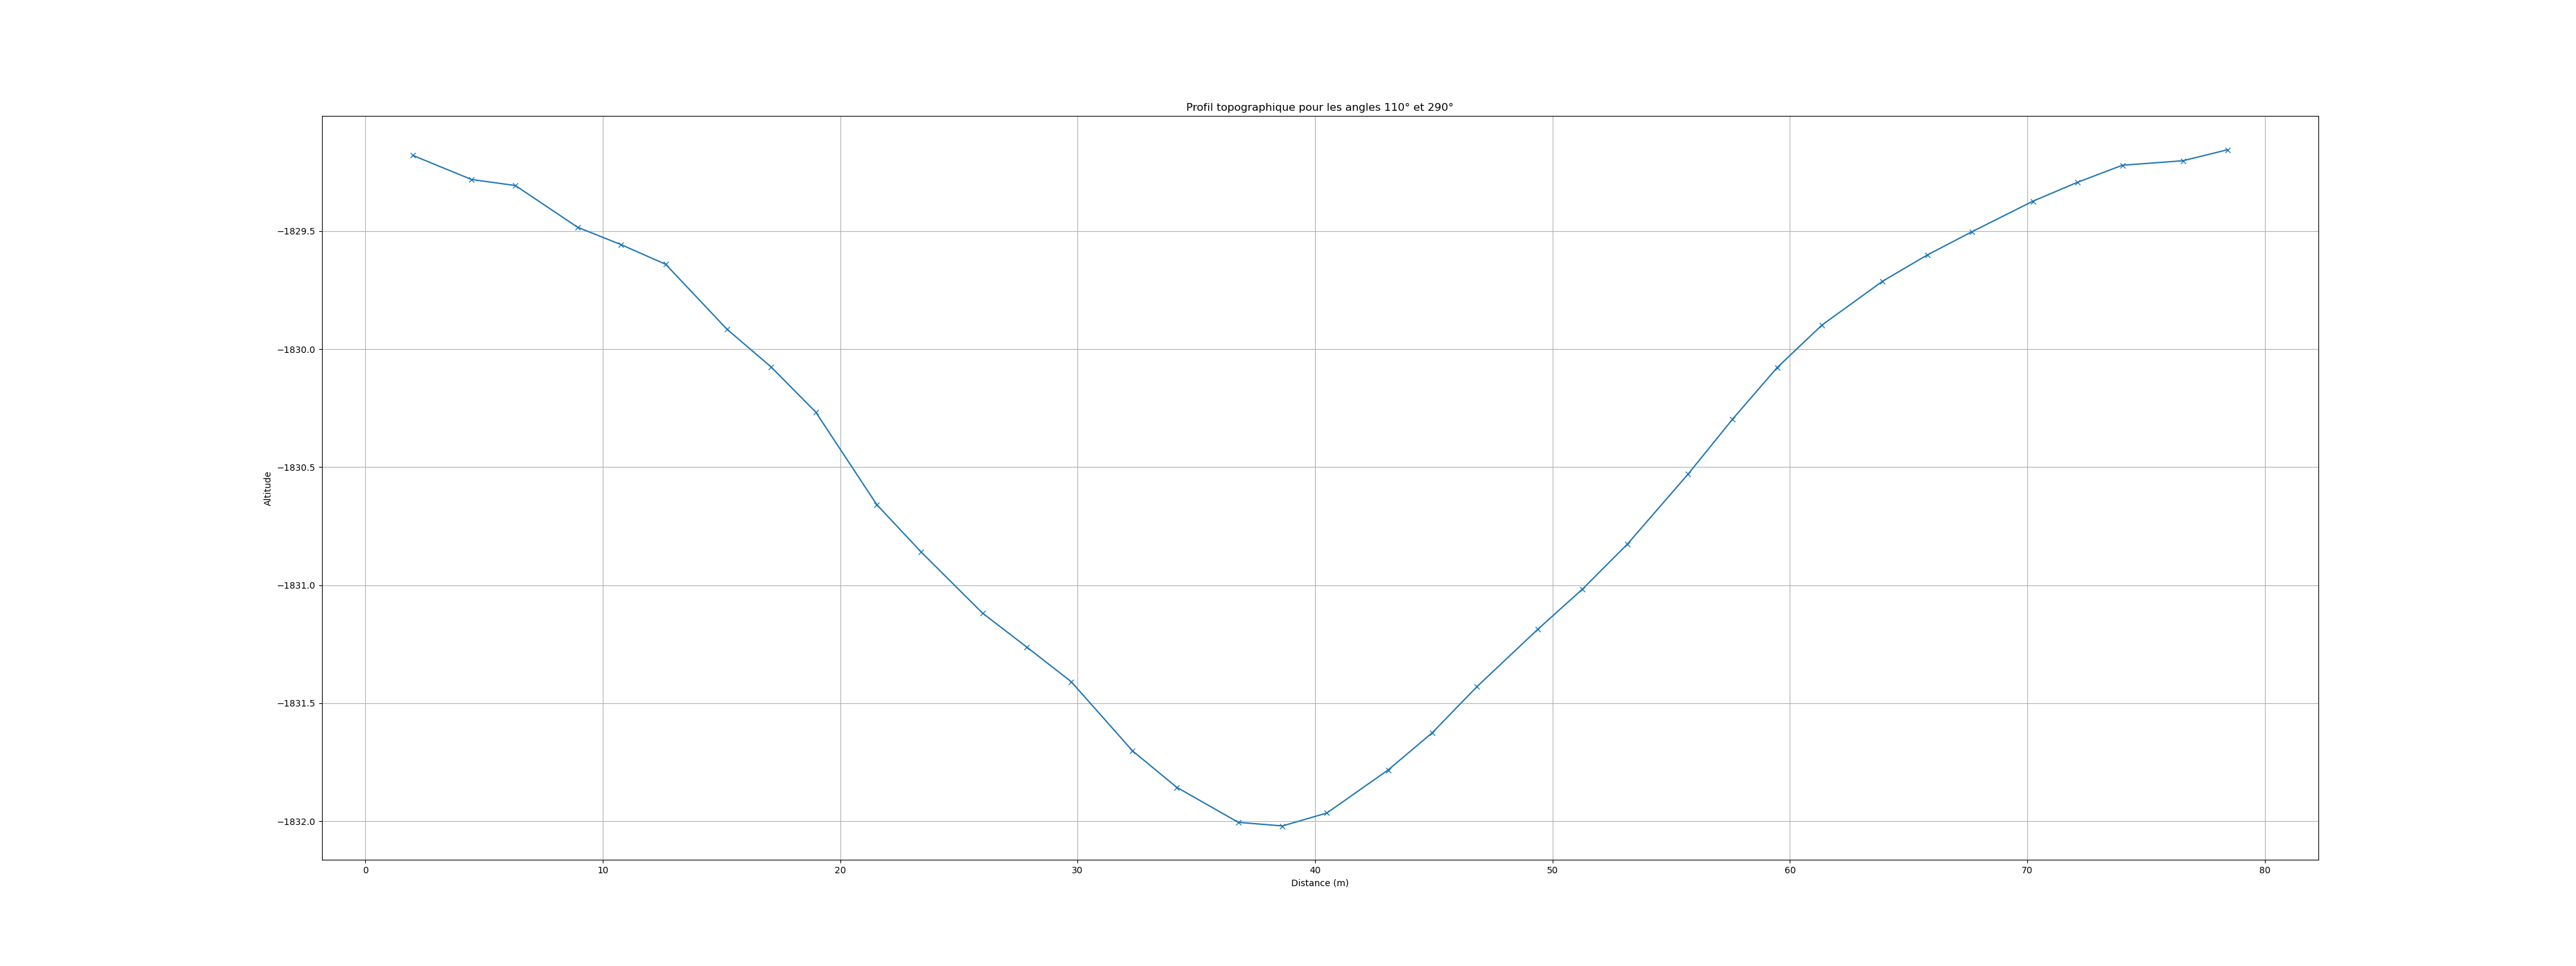 Profil topographique pour les angles 110° et 290°
Altitude
−1829.5
−1830.0
−1830.5
−1831.0
−1831.5
−1832.0
0 10 20 30 40 50 60 70 80
Distance (m)